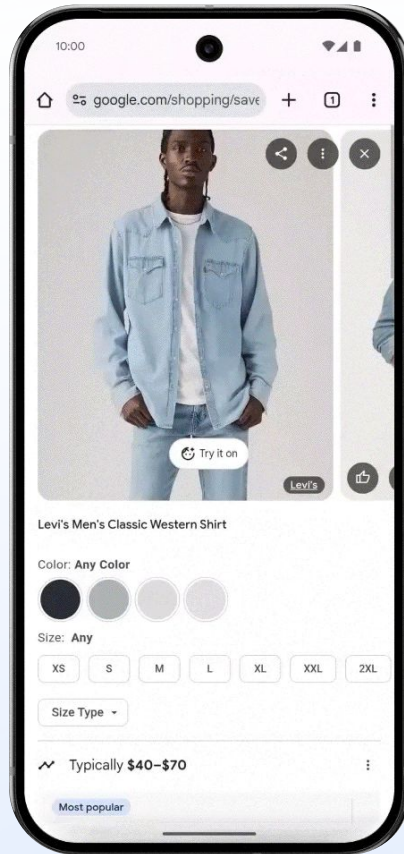 10:00
google.com/shopping/save
1
Try it on
Levi's
Levi's Men's Classic Western Shirt
Color: Any Color
Size: Any
XS S M L XL XXL 2XL
Size Type
Typically $40–$70
Most popular